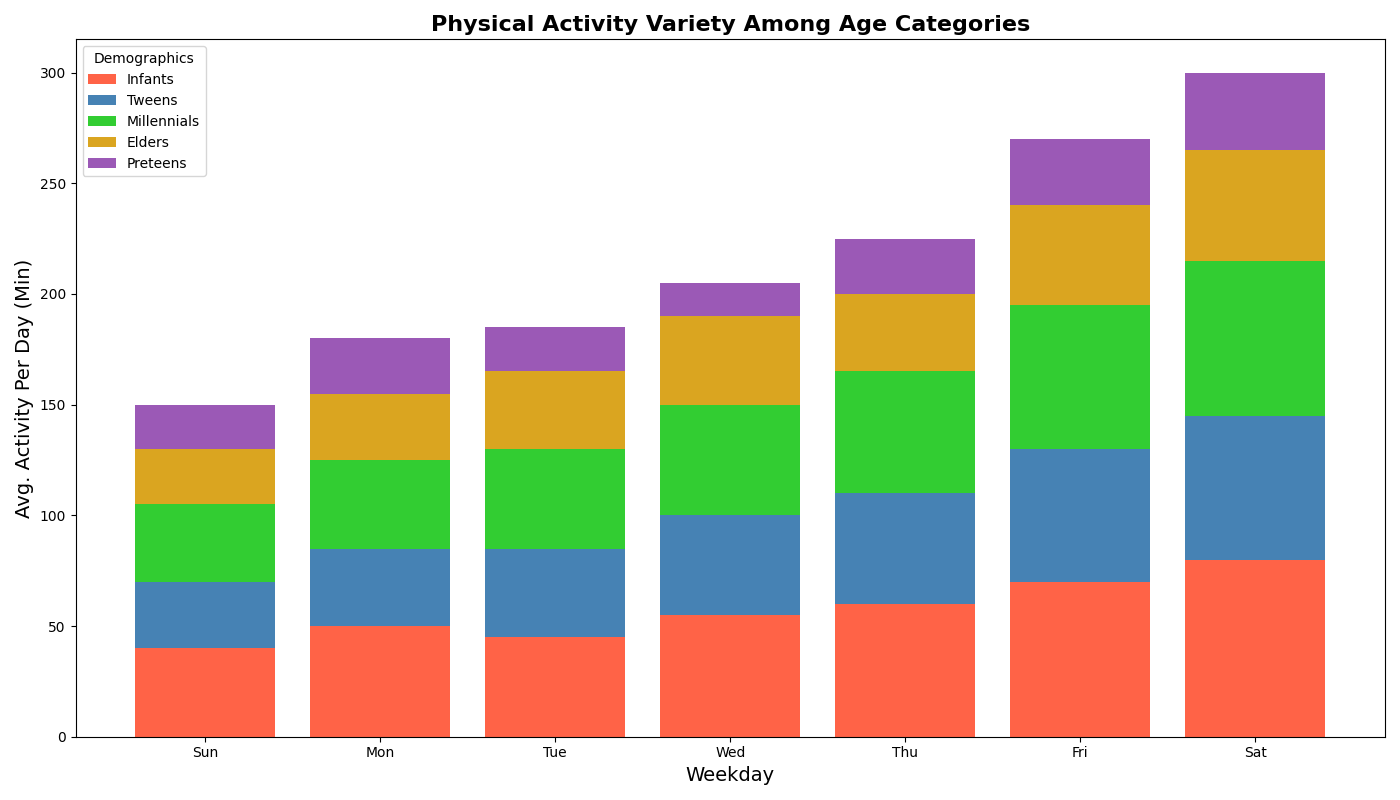 Physical Activity Variety Among Age Categories
Demographics
Infants
Tweens
Millennials
Elders
Preteens
Avg. Activity Per Day (Min)
300
250
200
150
100
50
0
Sun Mon Tue Wed Thu Fri Sat
Weekday